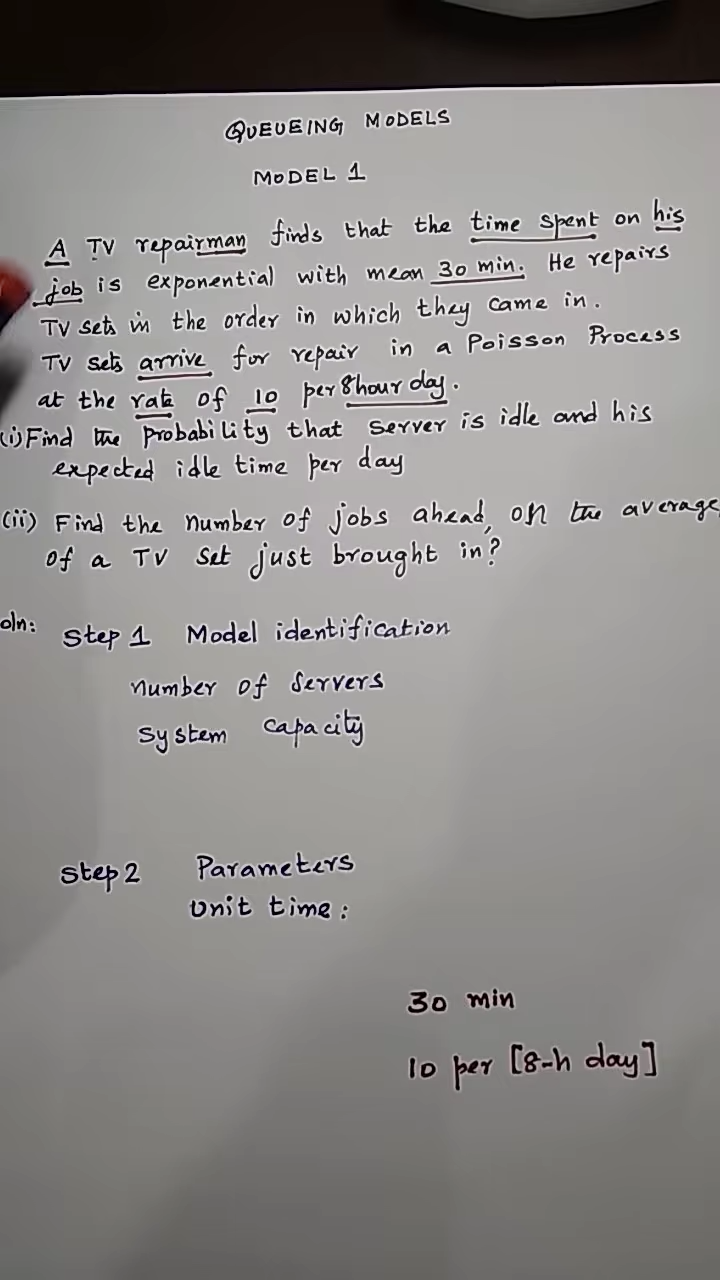 QUEUEING MODELS
MODEL 1
A TV repairman finds that the time spent on his
job is exponential with mean 30 min. He repairs
TV sets in the order in which they came in.
TV sets arrive for repair in a Poisson Process
at the rate of 10 per 8hour day.
(i) Find the probability that server is idle and his
expected idle time per day
(ii) Find the number of jobs ahead, on the average
of a TV set just brought in?
oln: Step 1 Model identification
number of servers
system capacity
Step 2 Parameters
Unit time :
30 min
10 per [8-h day]